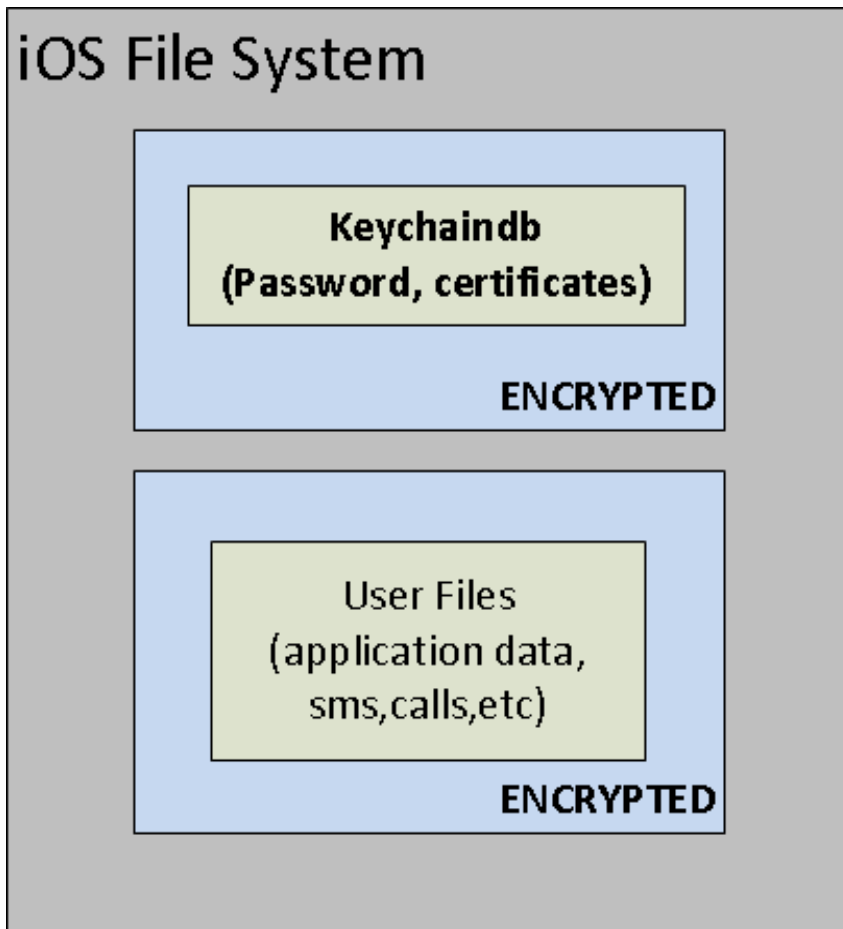 iOS File System
Keychaindb
(Password, certificates)
ENCRYPTED
User Files
(application data,
sms,calls,etc)
ENCRYPTED